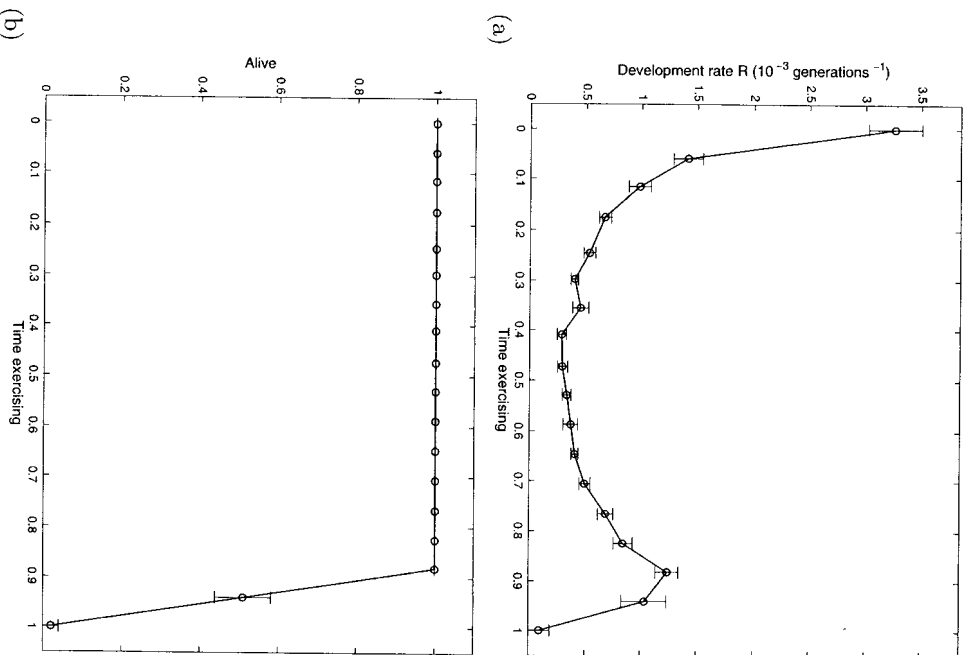 3.5
3
2.5
2
1.5
1
0.5
0
Development rate R (10⁻³ generations⁻¹)
0 0.1 0.2 0.3 0.4 0.5 0.6 0.7 0.8 0.9 1
Time exercising
(a)
1
0.8
0.6
0.4
0.2
0
Alive
0 0.1 0.2 0.3 0.4 0.5 0.6 0.7 0.8 0.9 1
Time exercising
(b)